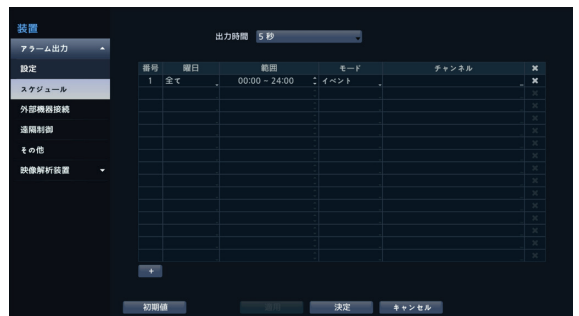 装置
アラーム出力
設定
スケジュール
外部機器接続
遠隔制御
その他
映像解析装置
出力時間 5 秒
番号 曜日 範囲 モード チャンネル ×
1 全て 00:00 ~ 24:00 イベント ×
+
初期値 適用 決定 キャンセル